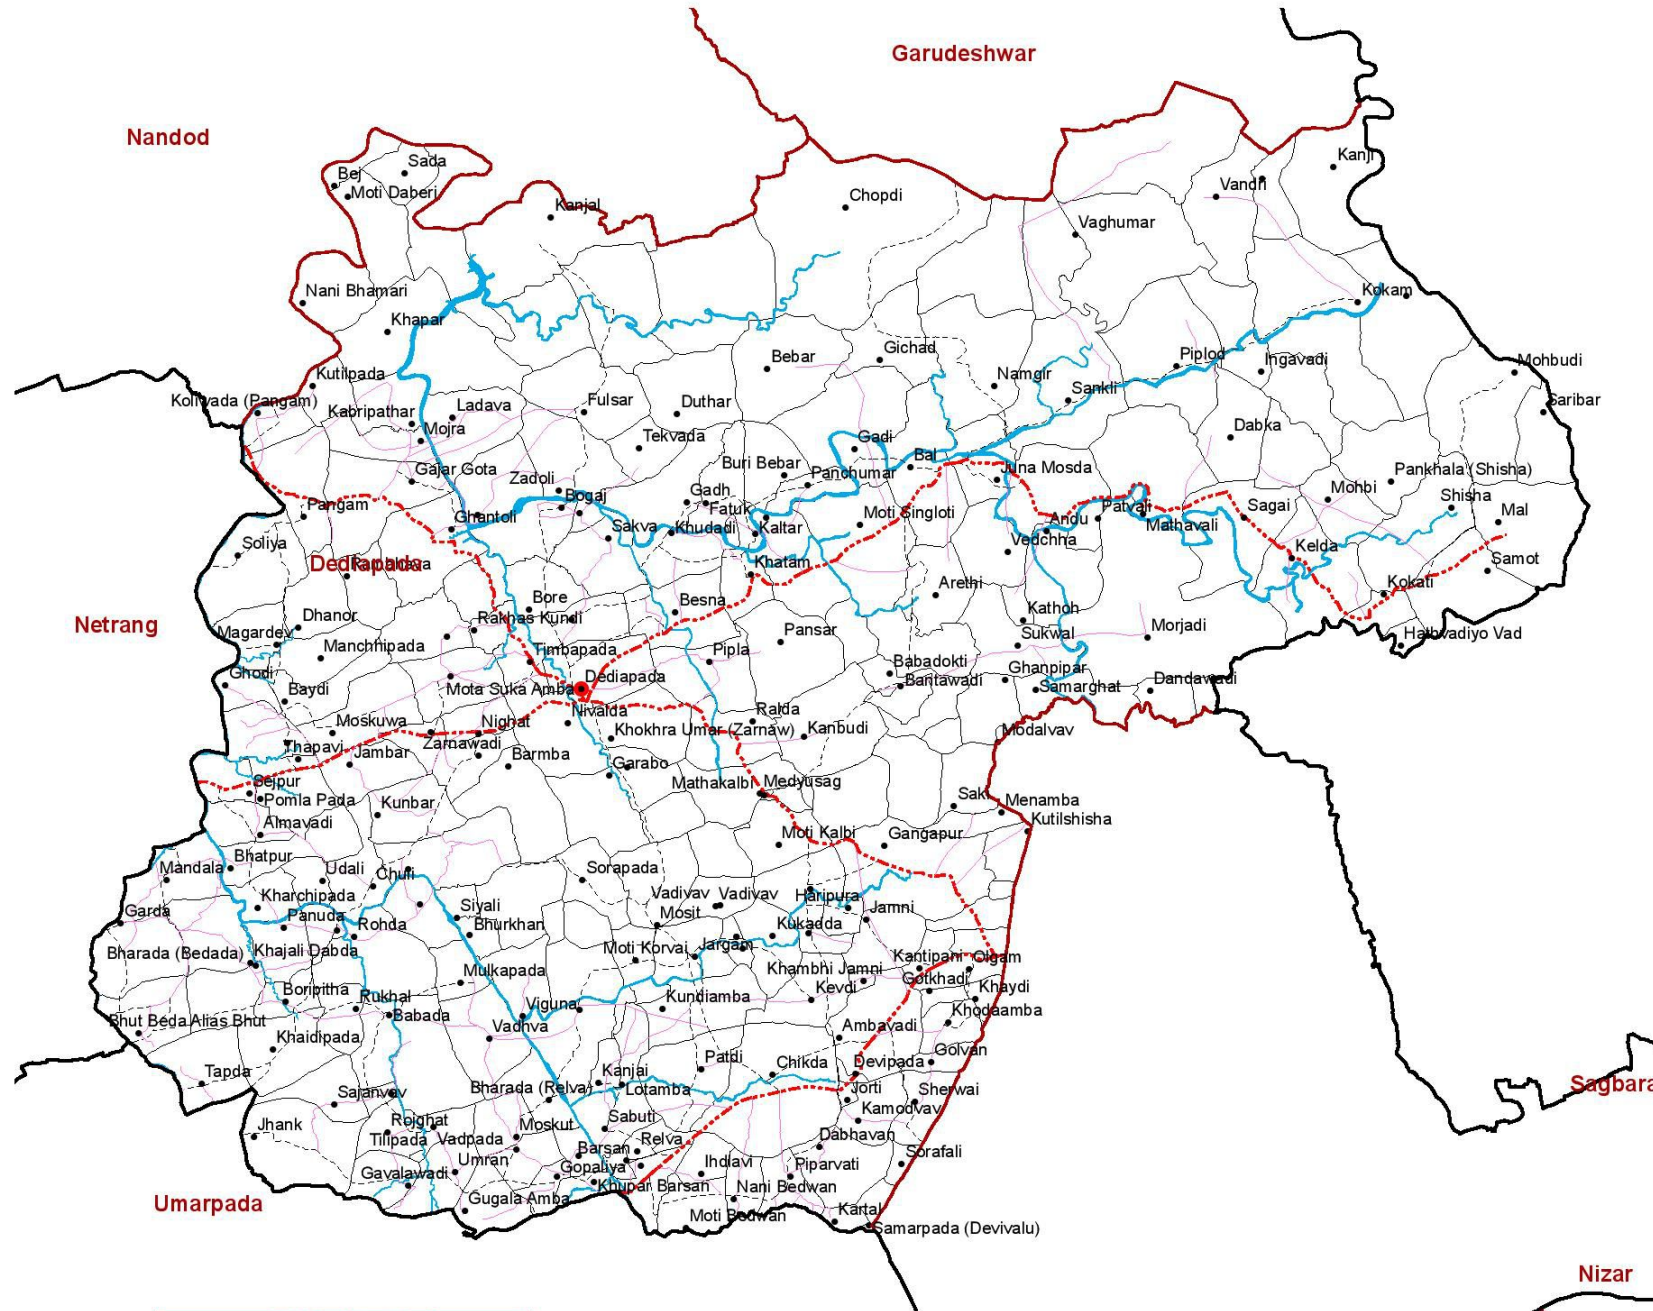 Garudeshwar
Nandod
Sada
Kanji
Bej
Vandri
Moti Daberi
Chopdi
Kanjal
Vaghumar
Nani Bhamari
Kokam
Khapar
Gichad
Bebar
Piplod
Ingavadi
Mohbudi
Kutilpada
Namgir
Sankli
Kolivada (Pangam)
Kabripathar
Ladava
Fulsar
Duthar
Saribar
Mojra
Tekvada
Gadi
Dabka
Bal
Gajar Gota
Zadoli
Buri Bebar
Panchumar
Juna Mosda
Pankhala (Shisha)
Mohbi
Bogaj
Gadh
Shisha
Pangam
Fatuk
Moti Singloti
Patvali
Sagai
Mal
Ghantoli
Sakva
Khudadi
Kaltar
Andu
Mathavali
Soliya
Vedchha
Kelda
Dediapada
Khatam
Samot
Arethi
Kokati
Bore
Besna
Dhanor
Rakhas Kundi
Kathoh
Magardev
Pansar
Sukwal
Morjadi
Hathvadiyo Vad
Manchhipada
Timbapada
Pipla
Babadokti
Ghodi
Dediapada
Ghanpipar
Baydi
Mota Suka Amba
Bantawadi
Samarghat
Dandawadi
Netrang
Moskuwa
Nighat
Nivalda
Ralda
Khokhra Umar (Zarnaw)
Kanbudi
Modalvav
Thapavi
Jambar
Zarnawadi
Barmba
Garabo
Sejpur
Mathakalbi
Medyusag
Pomla Pada
Kunbar
Saki
Menamba
Almavadi
Kutilshisha
Moti Kalbi
Gangapur
Bhatpur
Mandala
Udali
Chuli
Sorapada
Kharchipada
Vadivav
Vadivav
Haripura
Garda
Panuda
Rohda
Siyali
Mosit
Jamni
Bhurkhan
Kukadda
Bharada (Bedada)
Khajali Dabda
Moti Korvai
Jargam
Kantipani
Olgam
Mulkapada
Khambhi Jamni
Boripitha
Rukhal
Kevdi
Gotkhadi
Khaydi
Viguna
Kundiamba
Khodaamba
Bhut Beda Alias Bhut
Babada
Vadhva
Ambavadi
Khaidipada
Golvan
Tapda
Patdi
Chikda
Devipada
Kanjai
Sajanvav
Bharada (Relva)
Lotamba
Jorti
Sherwai
Sagbara
Kamodvav
Jhank
Rojghat
Moskut
Sabuti
Tilipada
Vadpada
Relva
Dabhavan
Umran
Barsan
Sorafali
Gavalawadi
Gopaliya
Ihdlavi
Piparvati
Umarpada
Gugala Amba
Khupar Barsan
Nani Bedwan
Moti Bedwan
Kartal
Samarpada (Devivalu)
Nizar